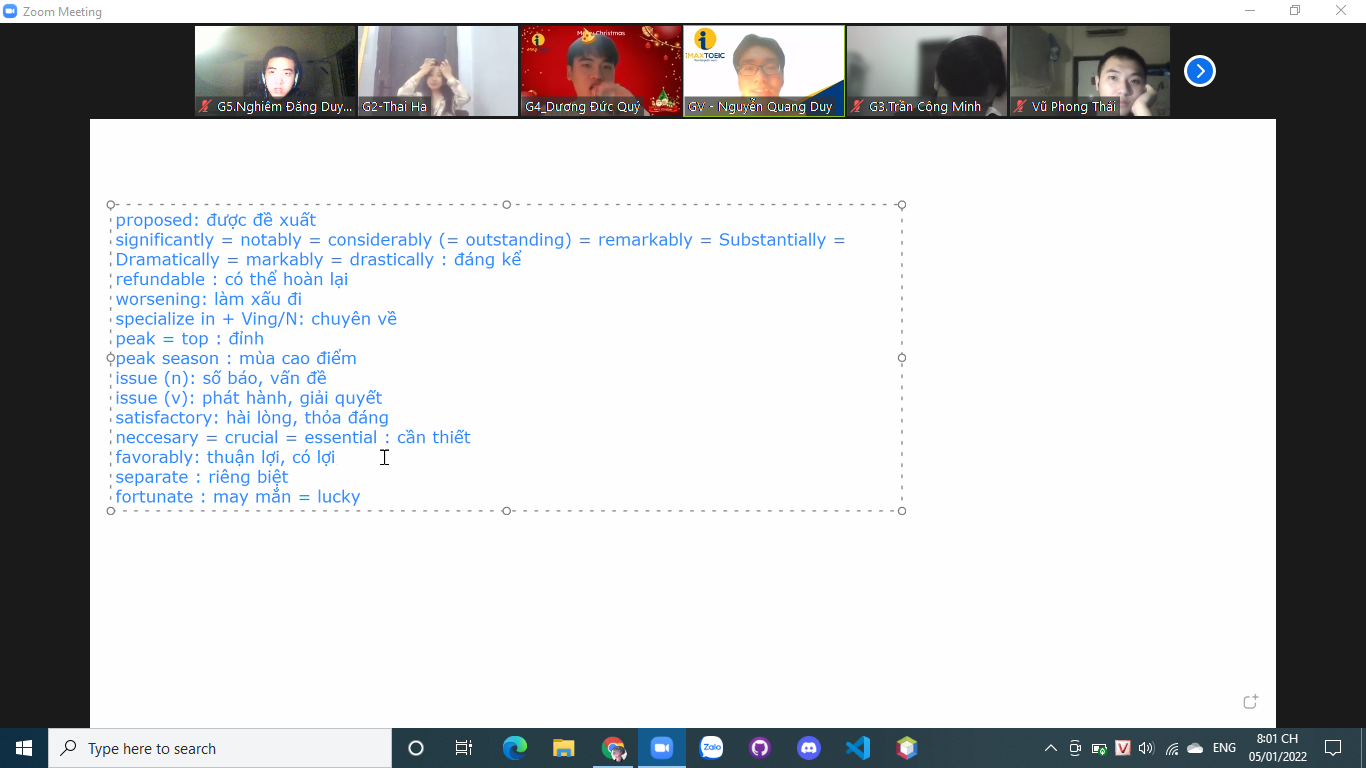 Zoom Meeting
Merry Christmas
IMAXTOEIC
G5.Nghiêm Đăng Duy...
G2-Thai Ha
G4_Dương Đức Quý
GV - Nguyễn Quang Duy
G3.Trần Công Minh
Vũ Phong Thái
proposed: được đề xuất
significantly = notably = considerably (= outstanding) = remarkably = Substantially =
Dramatically = markably = drastically : đáng kể
refundable : có thể hoàn lại
worsening: làm xấu đi
specialize in + Ving/N: chuyên về
peak = top : đỉnh
peak season : mùa cao điểm
issue (n): số báo, vấn đề
issue (v): phát hành, giải quyết
satisfactory: hài lòng, thỏa đáng
neccesary = crucial = essential : cần thiết
favorably: thuận lợi, có lợi
separate : riêng biệt
fortunate : may mắn = lucky
Type here to search
Zalo
V
ENG
8:01 CH
05/01/2022